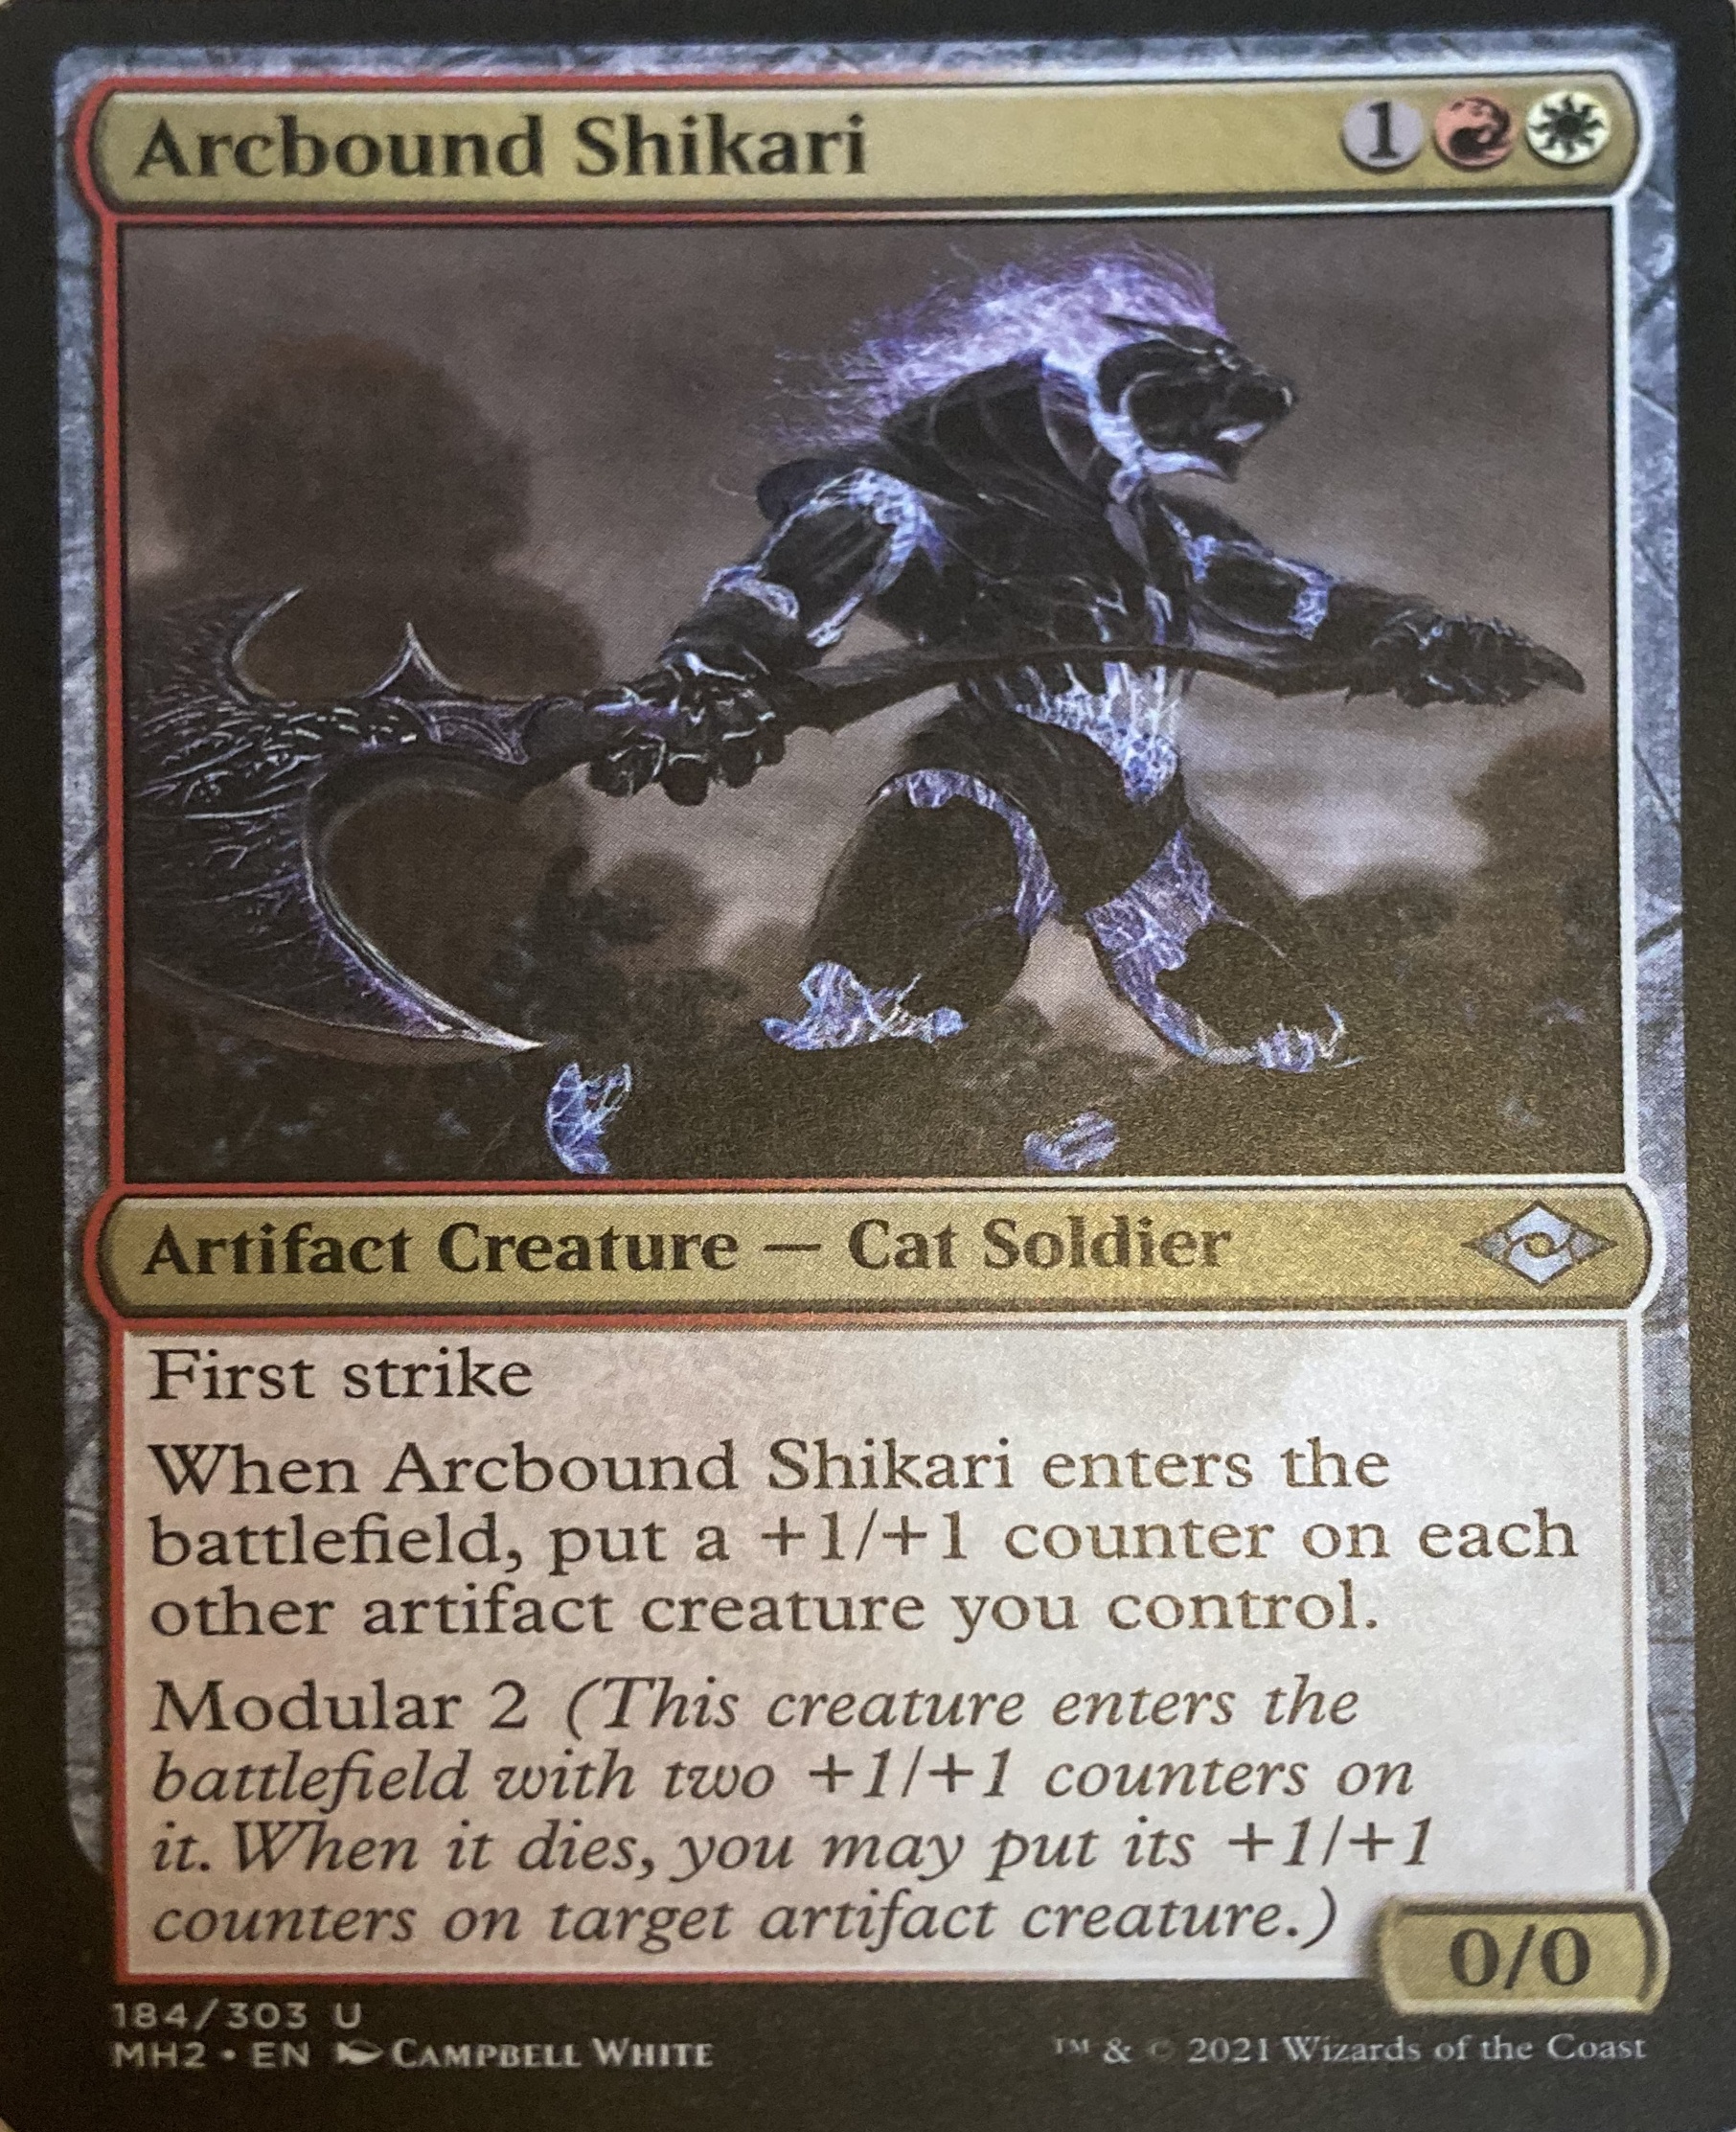 Arcbound Shikari 1
Artifact Creature — Cat Soldier
First strike
When Arcbound Shikari enters the
battlefield, put a +1/+1 counter on each
other artifact creature you control.
Modular 2 (This creature enters the
battlefield with two +1/+1 counters on
it. When it dies, you may put its +1/+1
counters on target artifact creature.)
0/0
184/303 U
MH2 • EN CAMPBELL WHITE
™ & © 2021 Wizards of the Coast